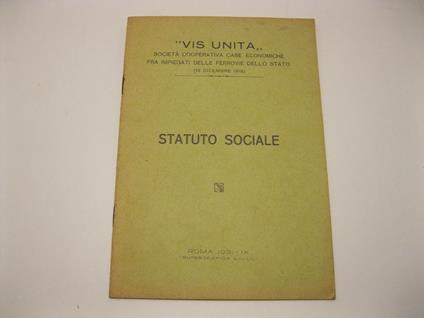 "VIS UNITA,,
SOCIETÀ COOPERATIVA CASE ECONOMICHE
FRA IMPIEGATI DELLE FERROVIE DELLO STATO
STATUTO SOCIALE
ROMA 1931-IX